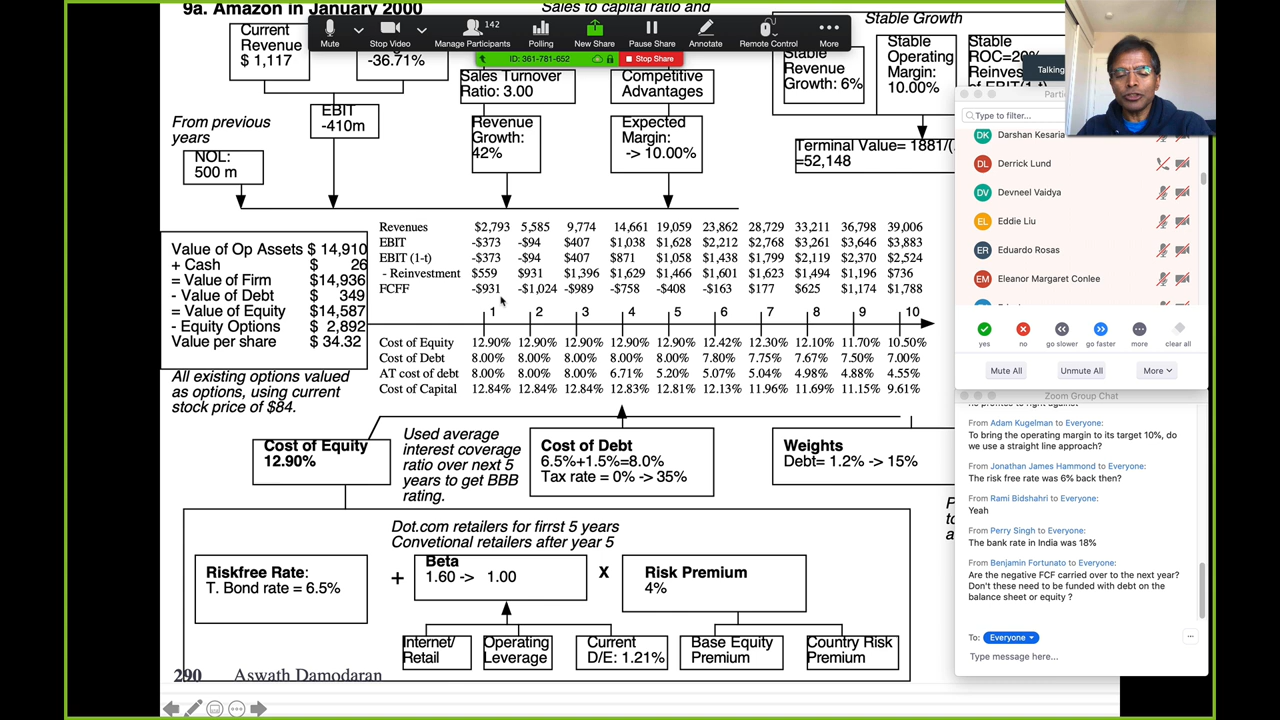 9a. Amazon in January 2000
Sales to capital ratio and
Stable Growth
Current
Revenue
$ 1,117
-36.71%
EBIT
-410m
From previous
years
NOL:
500 m
Sales Turnover
Ratio: 3.00
Competitive
Advantages
Revenue
Growth:
42%
Expected
Margin:
-> 10.00%
Stable
Revenue
Growth: 6%
Stable
Operating
Margin:
10.00%
Stable
ROC=20%
Reinvest
Terminal Value= 1881/(
=52,148
Mute
Stop Video
142
Manage Participants
Polling
New Share
Pause Share
Annotate
Remote Control
More
ID: 361-781-652
Stop Share
Talking
Revenues $2,793 5,585 9,774 14,661 19,059 23,862 28,729 33,211 36,798 39,006
EBIT -$373 -$94 $407 $1,038 $1,628 $2,212 $2,768 $3,261 $3,646 $3,883
EBIT (1-t) -$373 -$94 $407 $871 $1,058 $1,438 $1,799 $2,119 $2,370 $2,524
- Reinvestment $559 $931 $1,396 $1,629 $1,466 $1,601 $1,623 $1,494 $1,196 $736
FCFF -$931 -$1,024 -$989 -$758 -$408 -$163 $177 $625 $1,174 $1,788
1 2 3 4 5 6 7 8 9 10
Cost of Equity 12.90% 12.90% 12.90% 12.90% 12.90% 12.42% 12.30% 12.10% 11.70% 10.50%
Cost of Debt 8.00% 8.00% 8.00% 8.00% 8.00% 7.80% 7.75% 7.67% 7.50% 7.00%
AT cost of debt 8.00% 8.00% 8.00% 6.71% 5.20% 5.07% 5.04% 4.98% 4.88% 4.55%
Cost of Capital 12.84% 12.84% 12.84% 12.83% 12.81% 12.13% 11.96% 11.69% 11.15% 9.61%
Value of Op Assets $ 14,910
+ Cash $ 26
= Value of Firm $14,936
- Value of Debt $ 349
= Value of Equity $14,587
- Equity Options $ 2,892
Value per share $ 34.32
All existing options valued
as options, using current
stock price of $84.
Cost of Equity
12.90%
Used average
interest coverage
ratio over next 5
years to get BBB
rating.
Cost of Debt
6.5%+1.5%=8.0%
Tax rate = 0% -> 35%
Weights
Debt= 1.2% -> 15%
Dot.com retailers for firrst 5 years
Convetional retailers after year 5
Riskfree Rate:
T. Bond rate = 6.5%
+
Beta
1.60 -> 1.00
X
Risk Premium
4%
Internet/
Retail
Operating
Leverage
Current
D/E: 1.21%
Base Equity
Premium
Country Risk
Premium
290 Aswath Damodaran
Type to filter...
DK Darshan Kesaria
DL Derrick Lund
DV Devneel Vaidya
EL Eddie Liu
ER Eduardo Rosas
EM Eleanor Margaret Conlee
yes
no
go slower
go faster
more
clear all
Mute All
Unmute All
More
Zoom Group Chat
From Adam Kugelman to Everyone:
To bring the operating margin to its target 10%, do
we use a straight line approach?
From Jonathan James Hammond to Everyone:
The risk free rate was 6% back then?
From Rami Bidshahri to Everyone:
Yeah
From Perry Singh to Everyone:
The bank rate in India was 18%
From Benjamin Fortunato to Everyone:
Are the negative FCF carried over to the next year?
Don't these need to be funded with debt on the
balance sheet or equity ?
To: Everyone
Type message here...